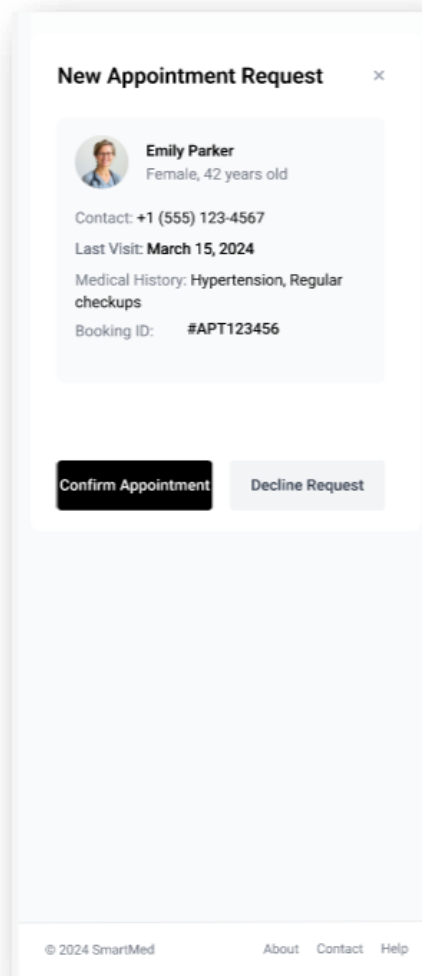 New Appointment Request ×
Emily Parker
Female, 42 years old
Contact: +1 (555) 123-4567
Last Visit: March 15, 2024
Medical History: Hypertension, Regular
checkups
Booking ID: #APT123456
Confirm Appointment Decline Request
© 2024 SmartMed About Contact Help